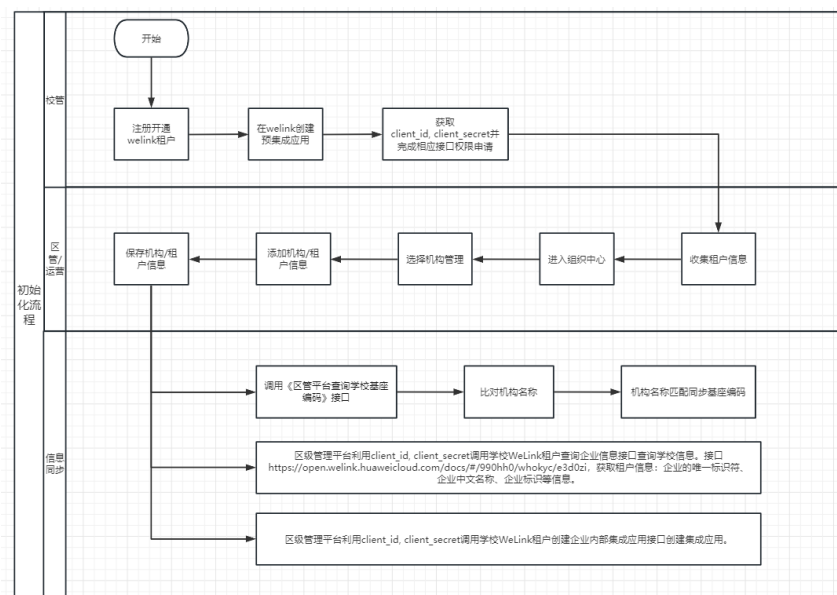 初始
化流
程
校管
开始
注册开通
welink租户
在welink创建
预集成应用
获取
client_id, client_secret并
完成相应接口权限申请
区
管/
运营
保存机构/租
户信息
添加机构/租
户信息
选择机构管理
进入组织中心
收集租户信息
信息
同步
调用《区管平台查询学校基座
编码》接口
比对机构名称
机构名称匹配同步基座编码
区级管理平台利用client_id, client_secret调用学校WeLink租户查询企业信息接口查询学校信息。接口
https://open.welink.huaweicloud.com/docs/#/990hh0/whokyc/e3d0zi，获取租户信息：企业的唯一标识符、
企业中文名称、企业标识等信息。
区级管理平台利用client_id, client_secret调用学校WeLink租户创建企业内部集成应用接口创建集成应用。